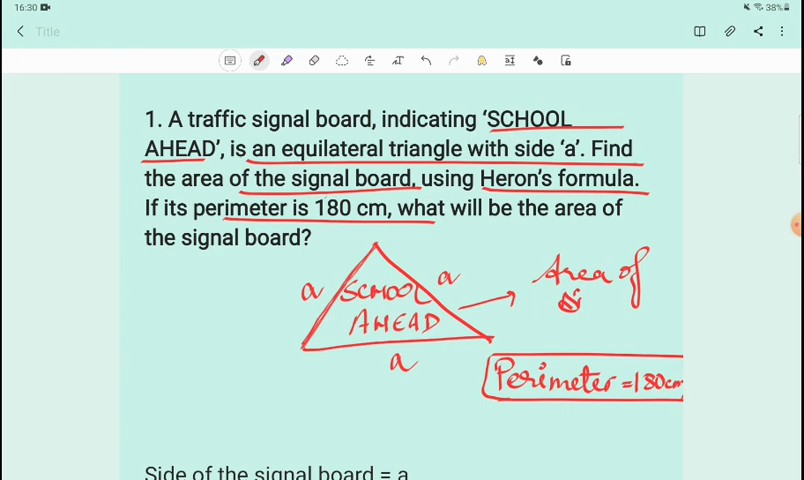 16:30
38%
Title
1. A traffic signal board, indicating ‘SCHOOL
AHEAD’, is an equilateral triangle with side ‘a’. Find
the area of the signal board, using Heron’s formula.
If its perimeter is 180 cm, what will be the area of
the signal board?
a SCHOOL a
AHEAD
a
Area of
Perimeter = 180cm
Side of the signal board = a